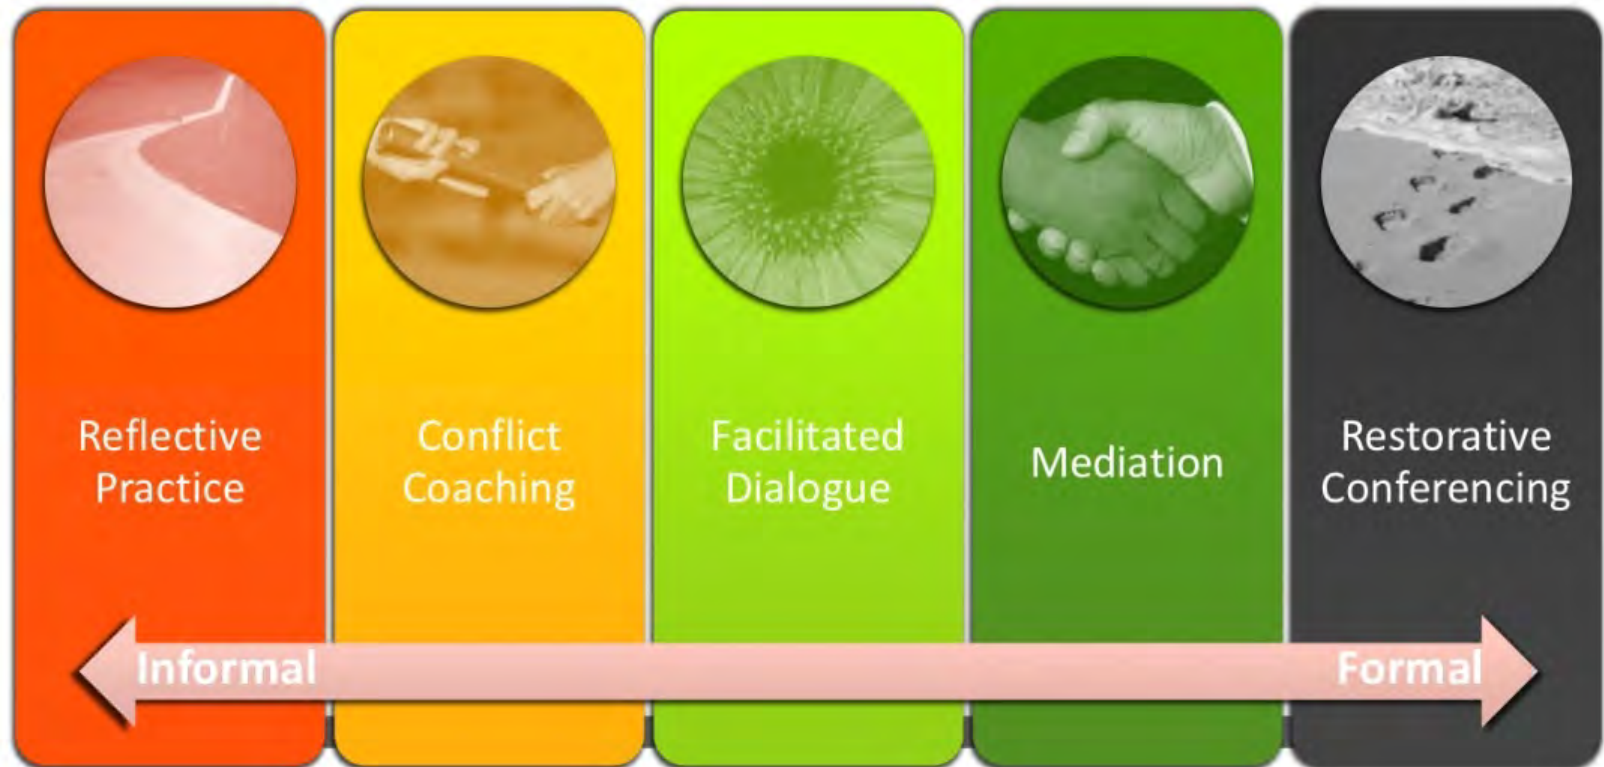 Reflective
Practice
Conflict
Coaching
Facilitated
Dialogue
Mediation
Restorative
Conferencing
Informal
Formal